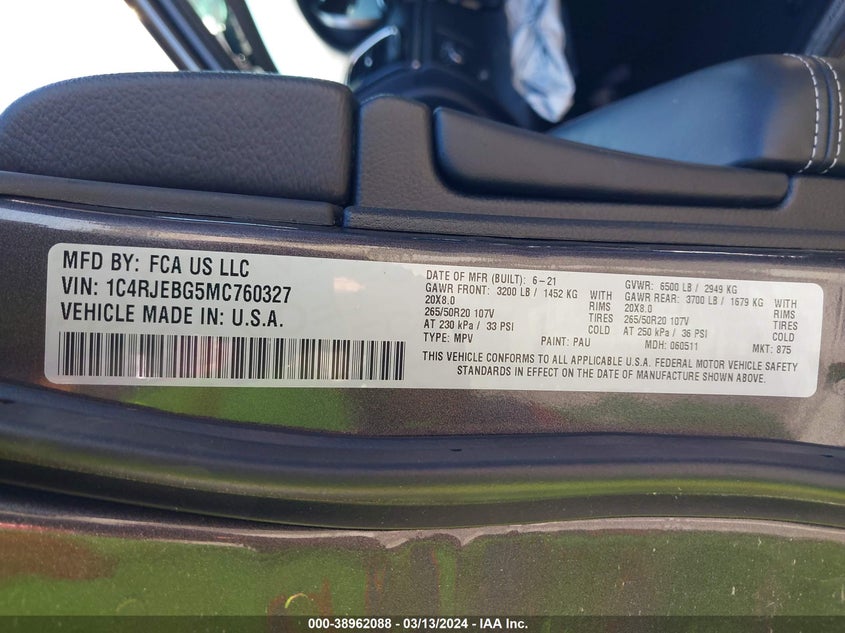 MFD BY: FCA US LLC
VIN: 1C4RJEBG5MC760327
VEHICLE MADE IN: U.S.A.
DATE OF MFR (BUILT): 6-21
GAWR FRONT: 3200 LB / 1452 KG WITH
20X8.0 RIMS
265/50R20 107V TIRES
AT 230 kPa / 33 PSI COLD
TYPE: MPV PAINT: PAU
GVWR: 6500 LB / 2949 KG
GAWR REAR: 3700 LB / 1679 KG WITH
20X8.0 RIMS
265/50R20 107V TIRES
AT 250 kPa / 36 PSI COLD
MDH: 060511 MKT: 875
THIS VEHICLE CONFORMS TO ALL APPLICABLE U.S.A. FEDERAL MOTOR VEHICLE SAFETY
STANDARDS IN EFFECT ON THE DATE OF MANUFACTURE SHOWN ABOVE.
000-38962088 - 03/13/2024 - IAA Inc.